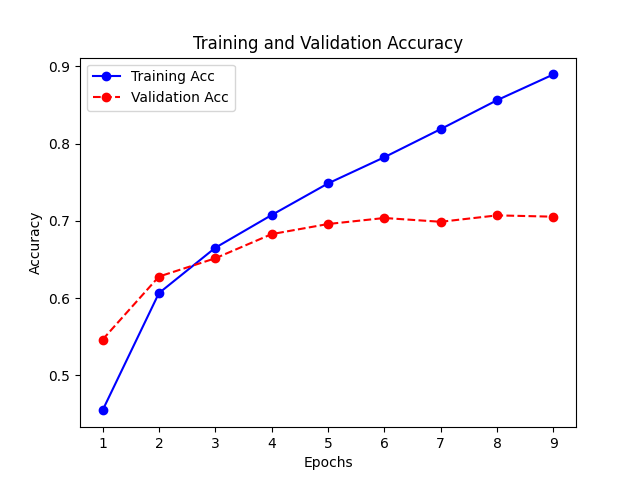 Training and Validation Accuracy
Training Acc
Validation Acc
0.9
0.8
0.7
0.6
0.5
Accuracy
1 2 3 4 5 6 7 8 9
Epochs